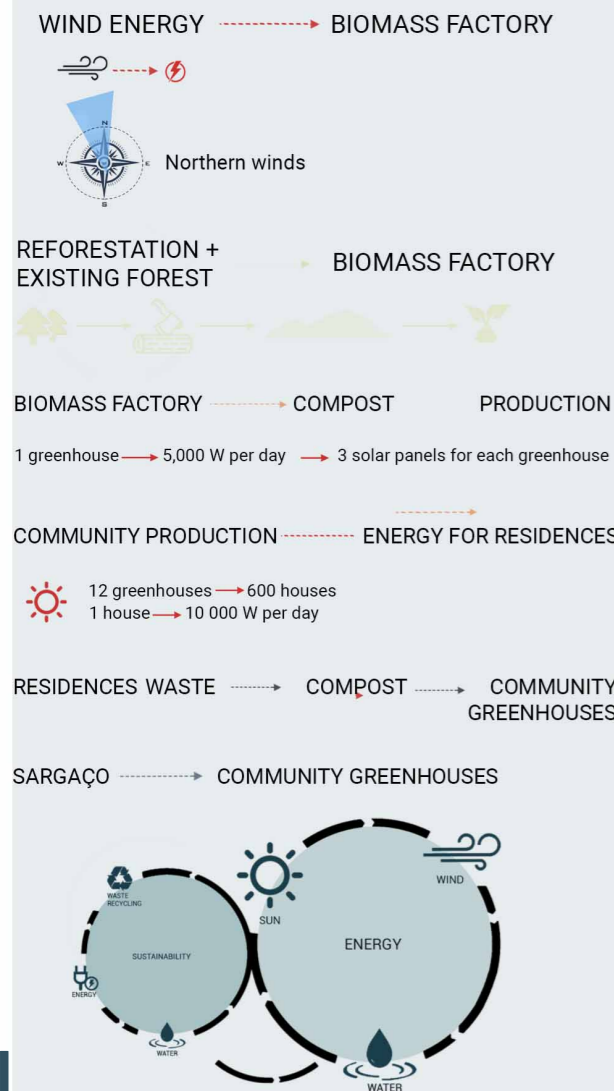 WIND ENERGY BIOMASS FACTORY
N
W E
S
Northern winds
REFORESTATION +
EXISTING FOREST
BIOMASS FACTORY
BIOMASS FACTORY COMPOST PRODUCTION
1 greenhouse 5,000 W per day 3 solar panels for each greenhouse
COMMUNITY PRODUCTION ENERGY FOR RESIDENCES
12 greenhouses 600 houses
1 house 10 000 W per day
RESIDENCES WASTE COMPOST COMMUNITY
GREENHOUSES
SARGAÇO COMMUNITY GREENHOUSES
WASTE
RECYCLING
SUN
WIND
SUSTAINABILITY
ENERGY
ENERGY
WATER
WATER